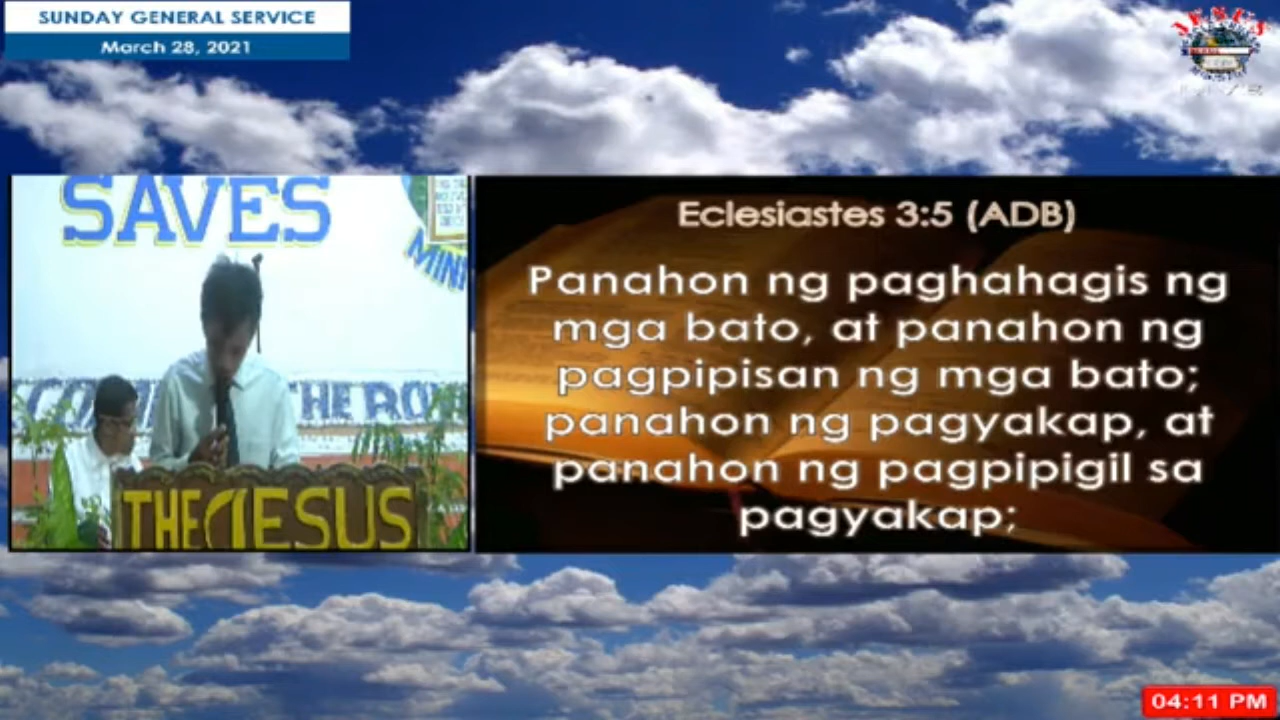 SUNDAY GENERAL SERVICE
March 28, 2021
SAVES
THE JESUS
Eclesiastes 3:5 (ADB)
Panahon ng paghahagis ng
mga bato, at panahon ng
pagpipisan ng mga bato;
panahon ng pagyakap, at
panahon ng pagpipigil sa
pagyakap;
04:11 PM